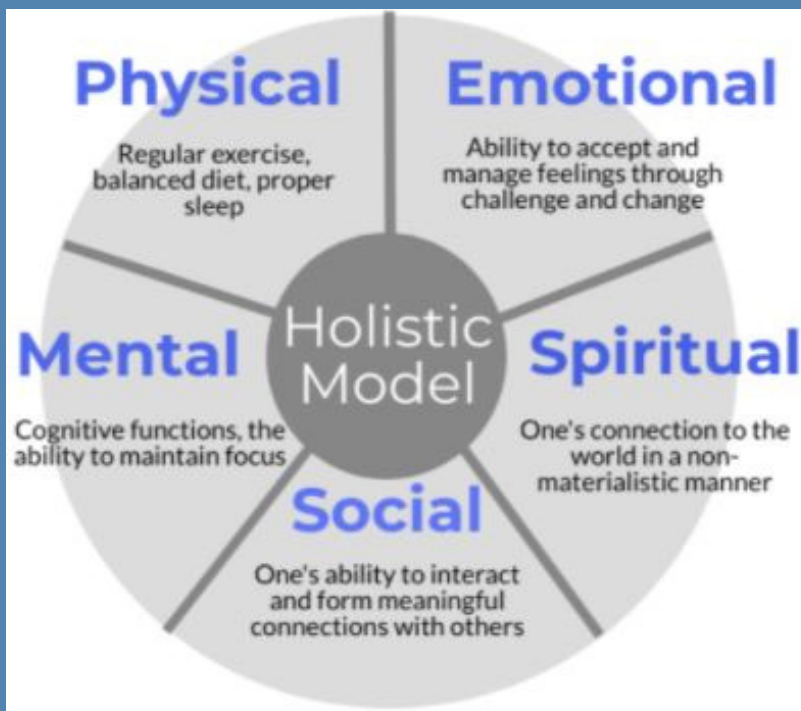 Physical
Regular exercise,
balanced diet, proper
sleep
Emotional
Ability to accept and
manage feelings through
challenge and change
Holistic
Model
Mental
Cognitive functions, the
ability to maintain focus
Spiritual
One's connection to the
world in a non-
materialistic manner
Social
One's ability to interact
and form meaningful
connections with others